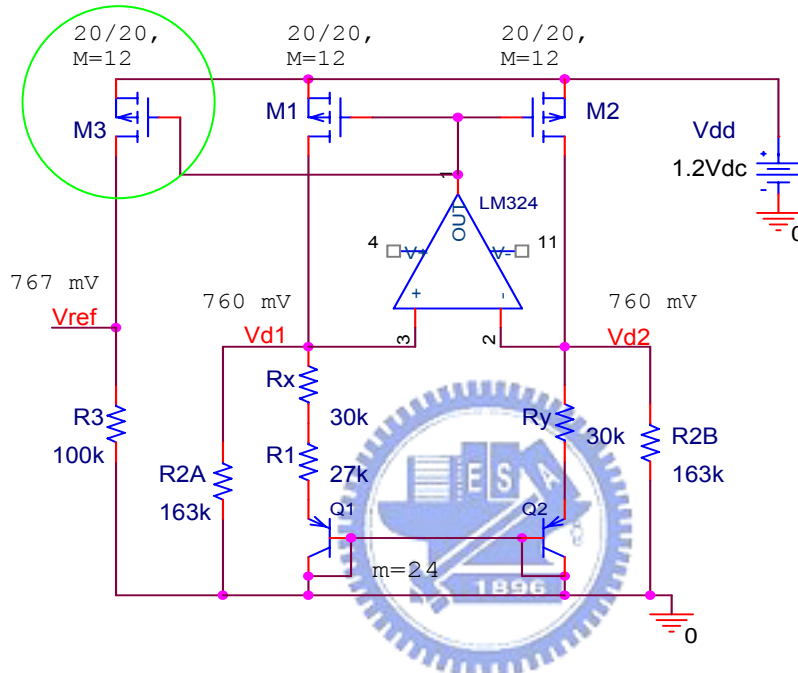 20/20,
M=12
20/20,
M=12
20/20,
M=12
M3
M1
M2
Vdd
1.2Vdc
0
1
LM324
OUT
4
V+
V-
11
+
-
3
2
767 mV
Vref
760 mV
Vd1
760 mV
Vd2
Rx
30k
R1
27k
Ry
30k
R3
100k
R2A
163k
R2B
163k
Q1
Q2
m=24
ESA
1896
0